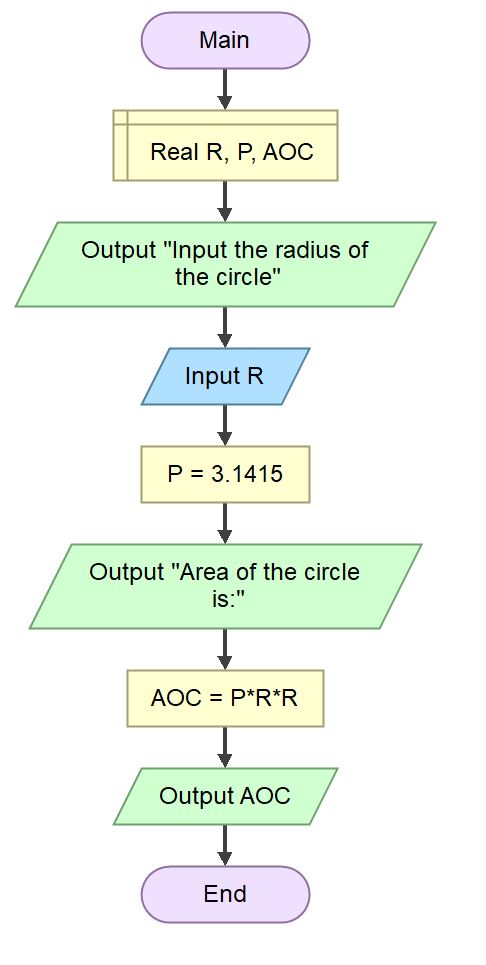 Main
Real R, P, AOC
Output "Input the radius of
the circle"
Input R
P = 3.1415
Output "Area of the circle
is:"
AOC = P*R*R
Output AOC
End